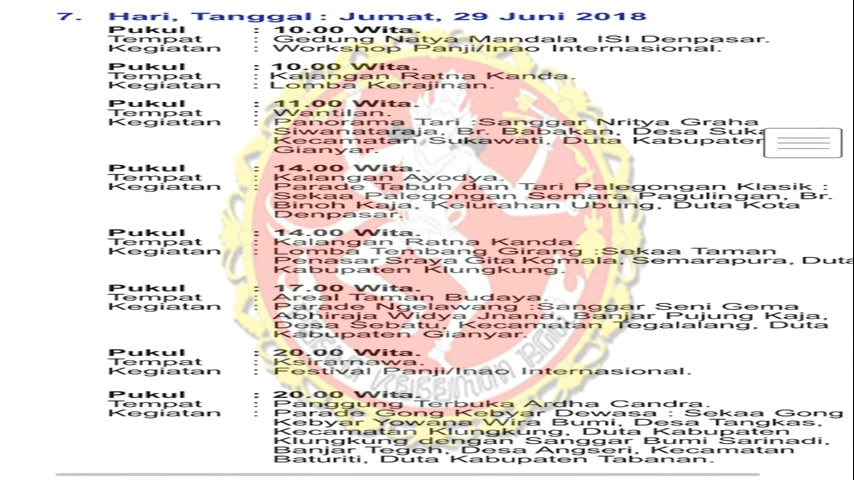 7. Hari, Tanggal : Jumat, 29 Juni 2018
Pukul : 10.00 Wita.
Tempat : Gedung Natya Mandala ISI Denpasar.
Kegiatan : Workshop Panji/Inao Internasional.
Pukul : 10.00 Wita.
Tempat : Kalangan Ratna Kanda.
Kegiatan : Lomba Kerajinan.
Pukul : 11.00 Wita.
Tempat : Wantilan.
Kegiatan : Panorama Tari :Sanggar Nritya Graha
Siwanataraja, Br. Babakan, Desa
Kecamatan Sukawati, Duta Kabupaten
Gianyar.
Pukul : 14.00 Wita.
Tempat : Kalangan Ayodya.
Kegiatan : Parade Tabuh dan Tari Palegongan Klasik :
Sekaa Palegongan Semara Pagulingan, Br.
Binoh Kaja, Kelurahan Ubung, Duta Kota
Denpasar.
Pukul : 14.00 Wita.
Tempat : Kalangan Ratna Kanda.
Kegiatan : Lomba Tembang Girang :Sekaa Taman
Penasar Sraya Gita Komala, Semarapura, Duta
Kabupaten Klungkung.
Pukul : 17.00 Wita.
Tempat : Areal Taman Budaya.
Kegiatan : Parade Ngelawang :Sanggar Seni Gema
Abhiraja Widya Jnana, Banjar Pujung Kaja,
Desa Sebatu, Kecamatan Tegalalang, Duta
Kabupaten Gianyar.
Pukul : 20.00 Wita.
Tempat : Ksirarnawa.
Kegiatan : Festival Panji/Inao Internasional.
Pukul : 20.00 Wita.
Tempat : Panggung Terbuka Ardha Candra.
Kegiatan : Parade Gong Kebyar Dewasa : Sekaa Gong
Kebyar Yowana Wira Bumi, Desa Tangkas,
Kecamatan Klungkung, Duta Kabupaten
Klungkung dengan Sanggar Bumi Sarinadi,
Banjar Tegeh, Desa Angseri, Kecamatan
Baturiti, Duta Kabupaten Tabanan.